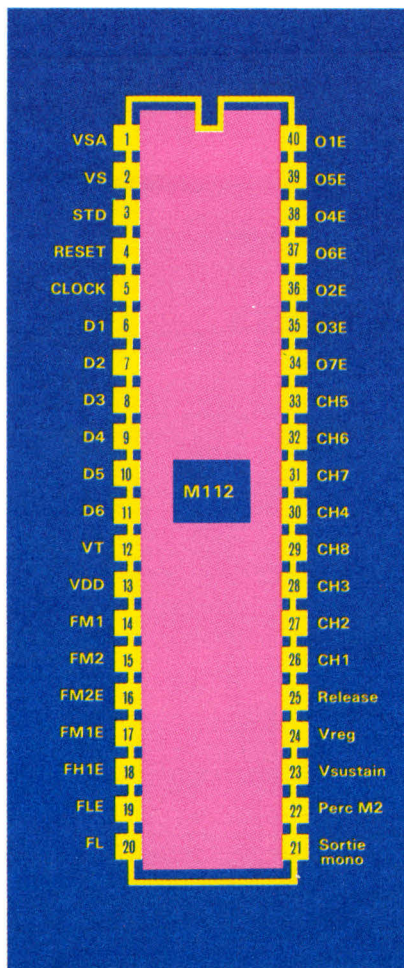 VSA 1 40 O1E
VS 2 39 O5E
STD 3 38 O4E
RESET 4 37 O6E
CLOCK 5 36 O2E
D1 6 35 O3E
D2 7 34 O7E
D3 8 33 CH5
D4 9 32 CH6
D5 10 31 CH7
M112
D6 11 30 CH4
VT 12 29 CH8
VDD 13 28 CH3
FM1 14 27 CH2
FM2 15 26 CH1
FM2E 16 25 Release
FM1E 17 24 Vreg
FH1E 18 23 Vsustain
FLE 19 22 Perc M2
FL 20 21 Sortie
mono